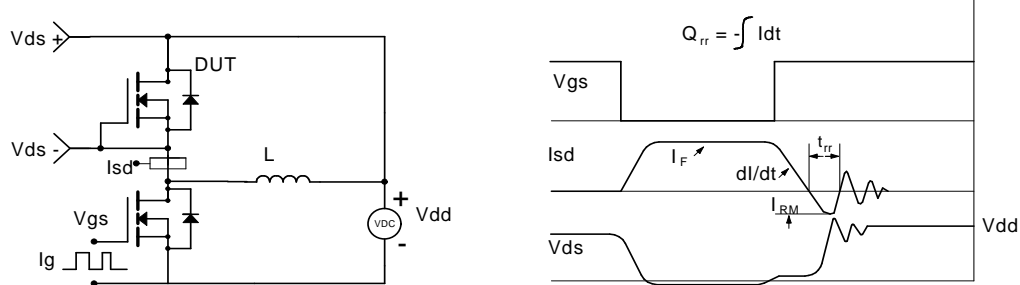 Vds +
DUT
Vds -
Isd
L
Vgs
Ig
+
VDC
-
Vdd
Q rr = - ∫ Idt
Vgs
Isd
I F
dI/dt
t rr
I RM
Vds
Vdd